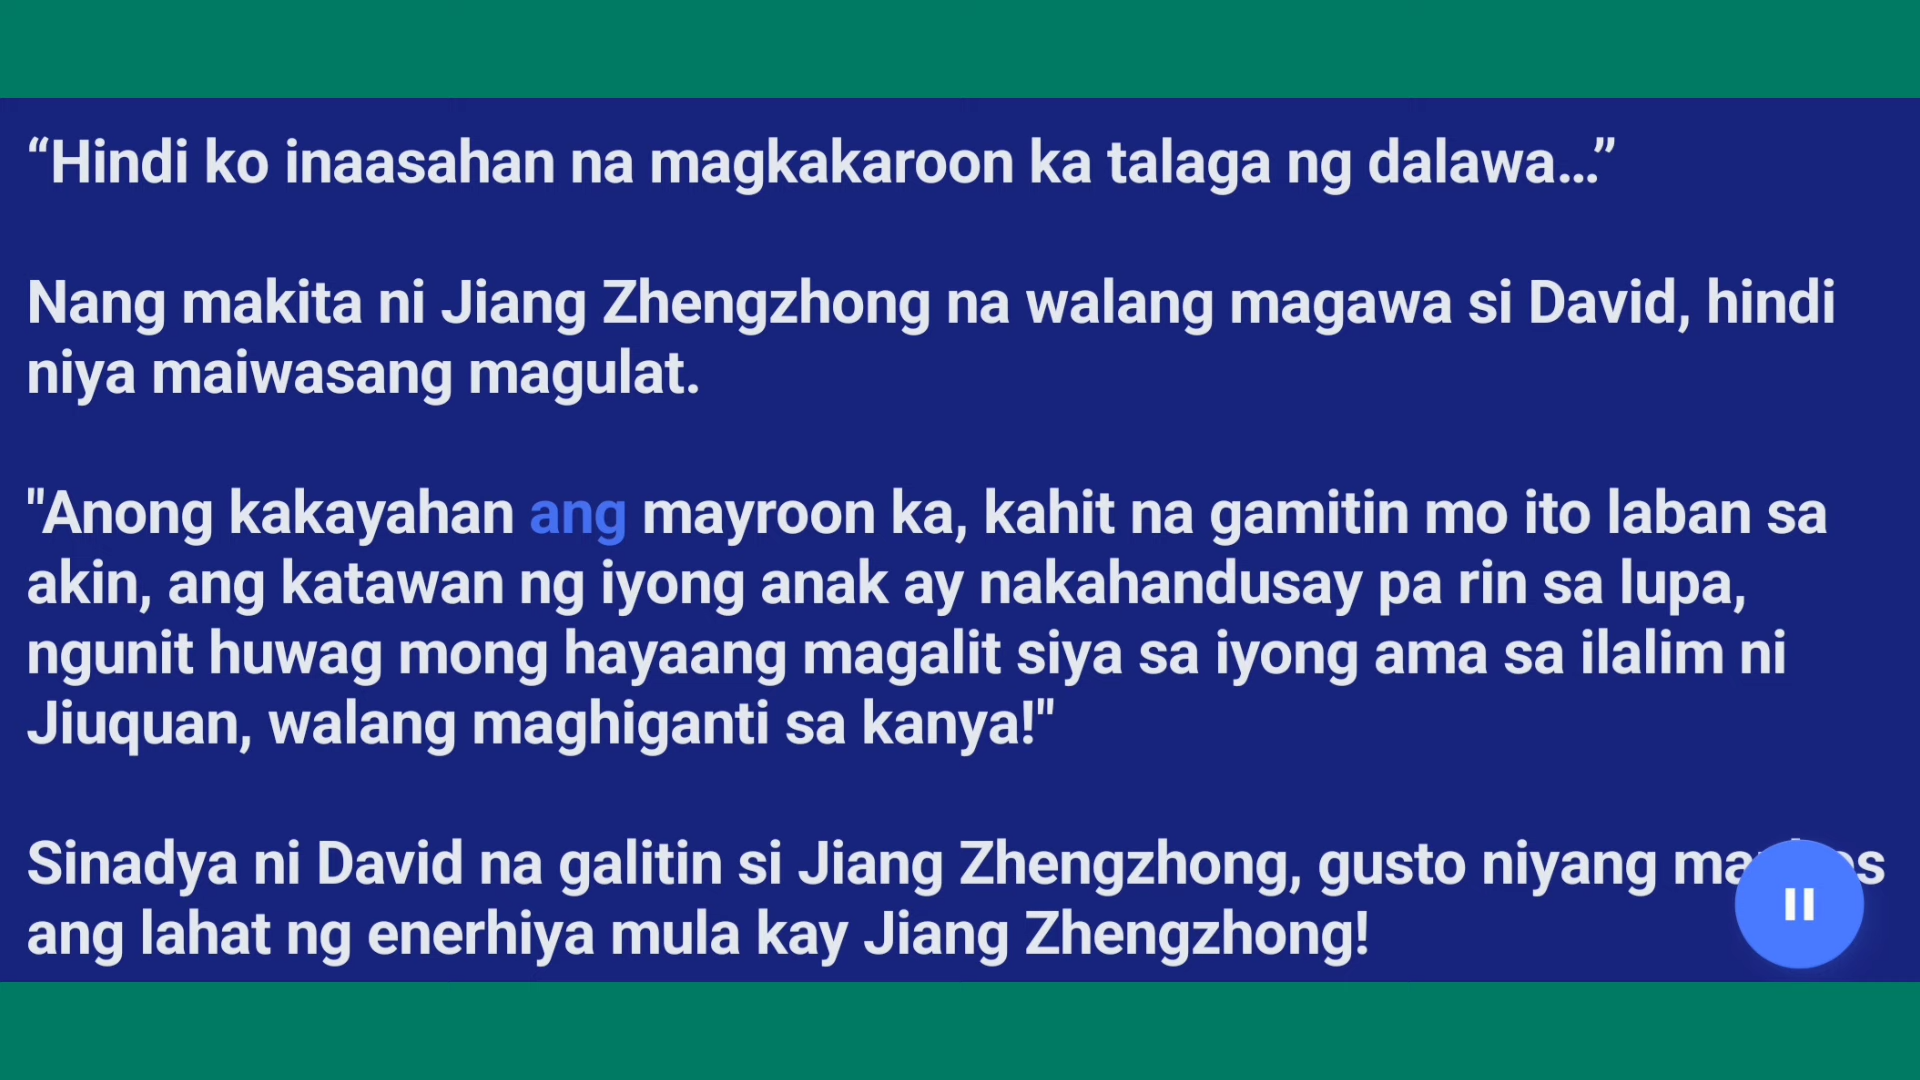 “Hindi ko inaasahan na magkakaroon ka talaga ng dalawa...”
Nang makita ni Jiang Zhengzhong na walang magawa si David, hindi
niya maiwasang magulat.
"Anong kakayahan ang mayroon ka, kahit na gamitin mo ito laban sa
akin, ang katawan ng iyong anak ay nakahandusay pa rin sa lupa,
ngunit huwag mong hayaang magalit siya sa iyong ama sa ilalim ni
Jiuquan, walang maghiganti sa kanya!"
Sinadya ni David na galitin si Jiang Zhengzhong, gusto niyang
ang lahat ng enerhiya mula kay Jiang Zhengzhong!